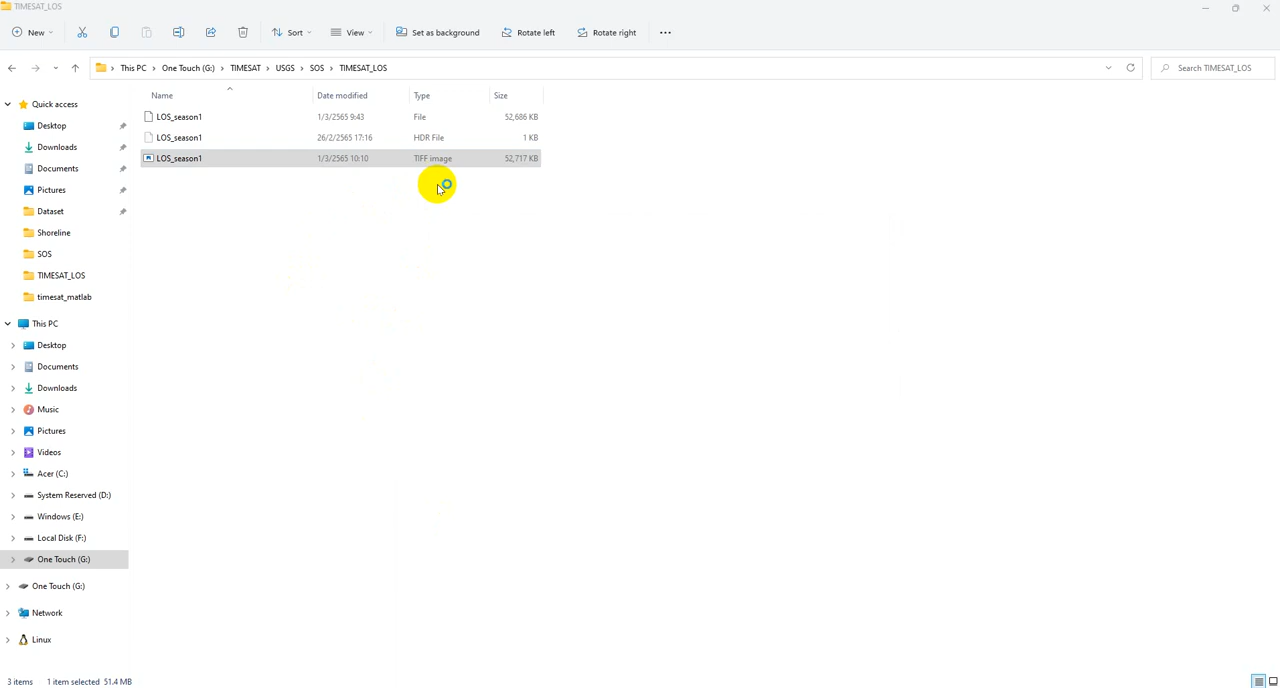 TIMESAT_LOS
New
Sort
View
Set as background
Rotate left
Rotate right
This PC > One Touch (G:) > TIMESAT > USGS > SOS > TIMESAT_LOS
Search TIMESAT_LOS
Name Date modified Type Size
LOS_season1 1/3/2565 9:43 File 52,686 KB
LOS_season1 26/2/2565 17:16 HDR File 1 KB
LOS_season1 1/3/2565 10:10 TIFF image 52,717 KB
Quick access
Desktop
Downloads
Documents
Pictures
Dataset
Shoreline
SOS
TIMESAT_LOS
timesat_matlab
This PC
Desktop
Documents
Downloads
Music
Pictures
Videos
Acer (C:)
System Reserved (D:)
Windows (E:)
Local Disk (F:)
One Touch (G:)
One Touch (G:)
Network
Linux
3 items 1 item selected 51.4 MB